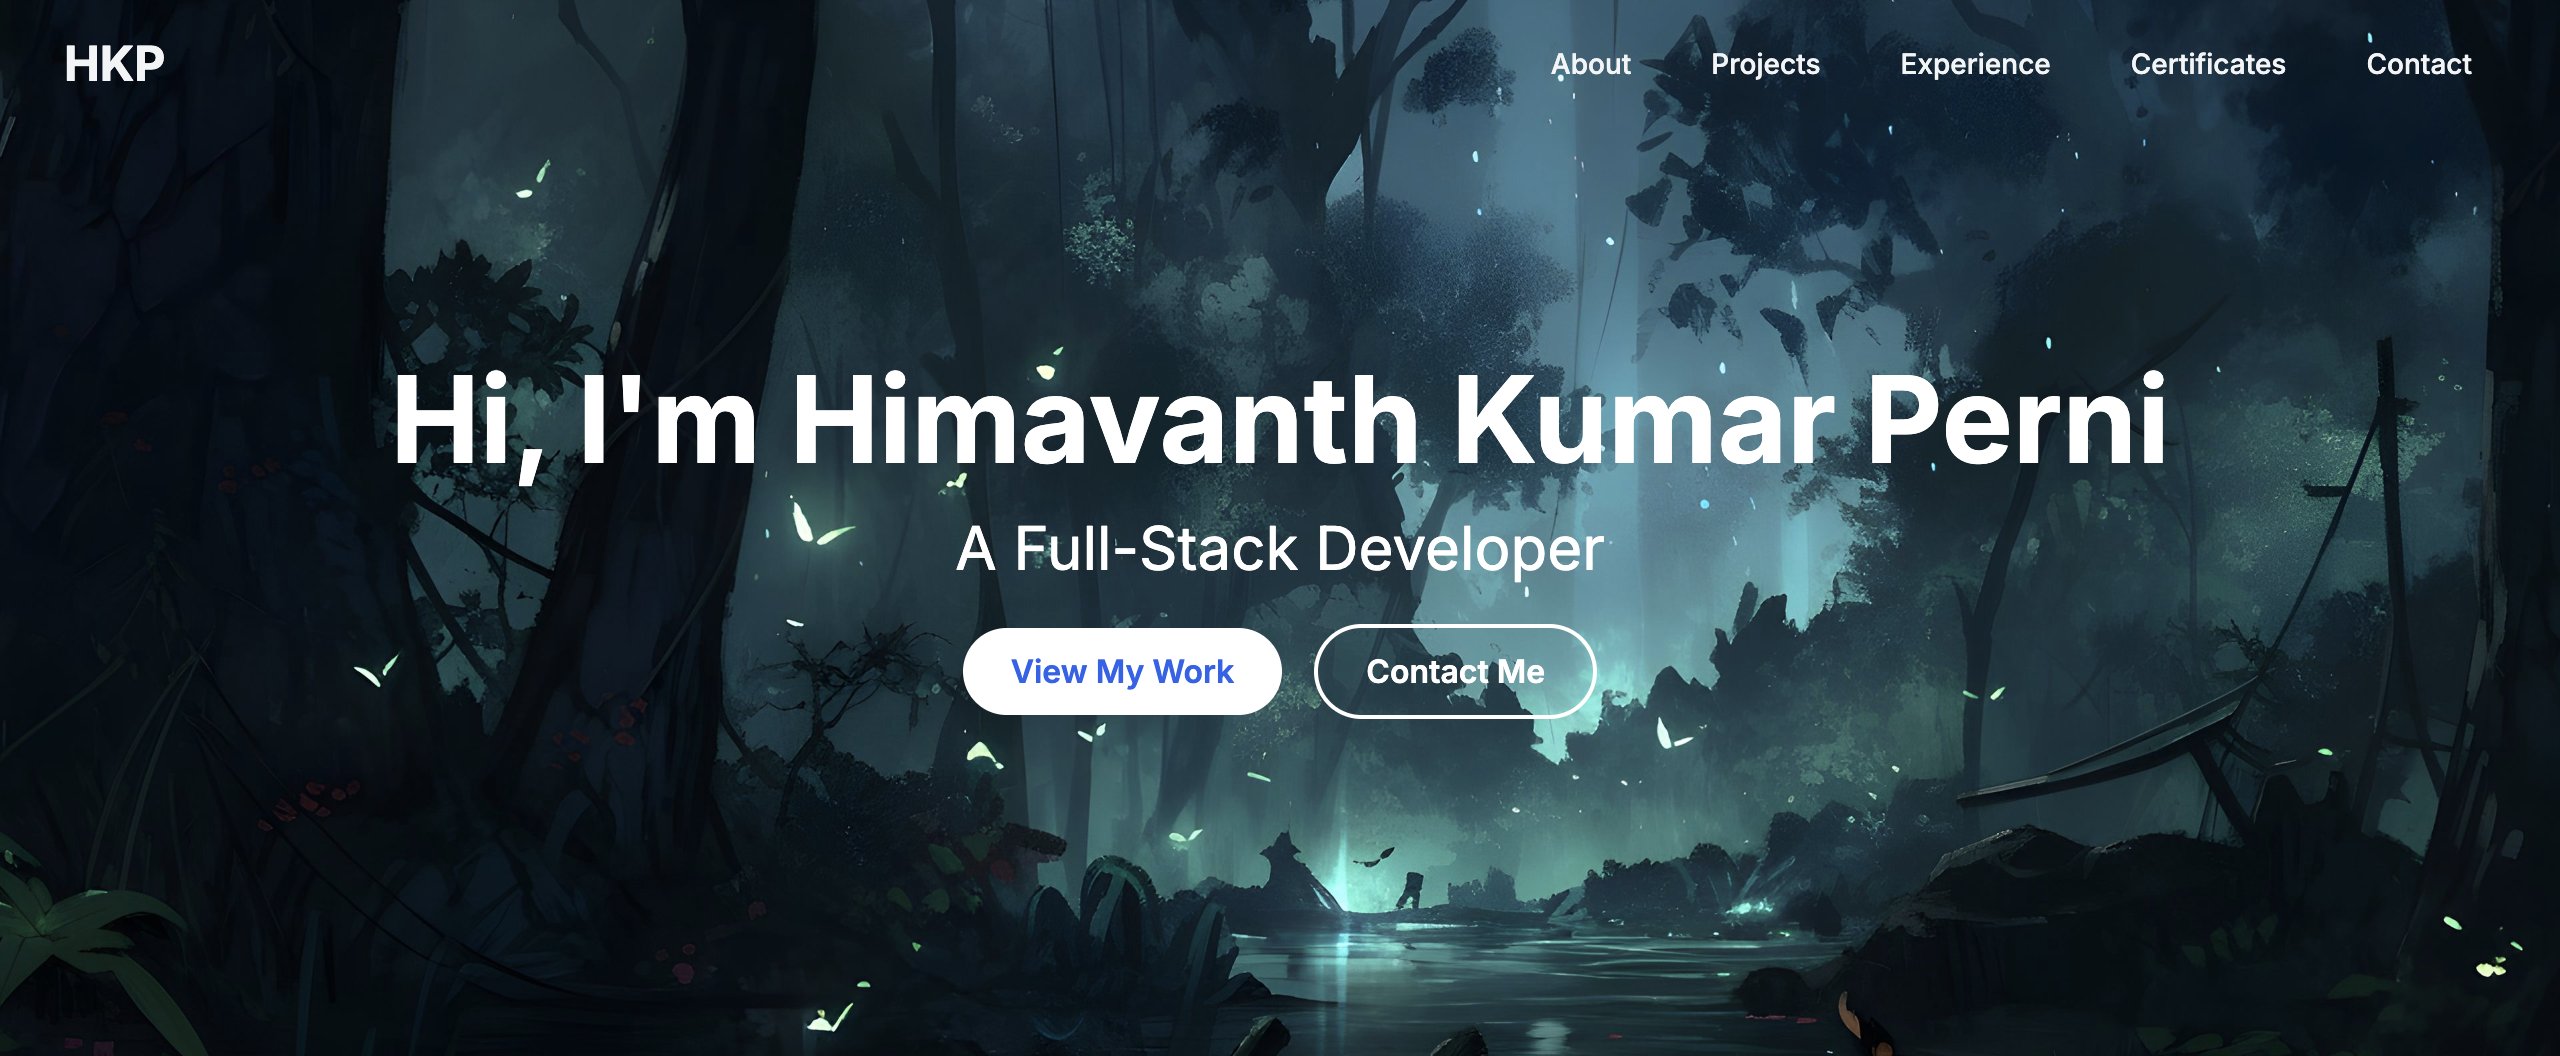 HKP
About Projects Experience Certificates Contact
Hi, I'm Himavanth Kumar Perni
A Full-Stack Developer
View My Work
Contact Me